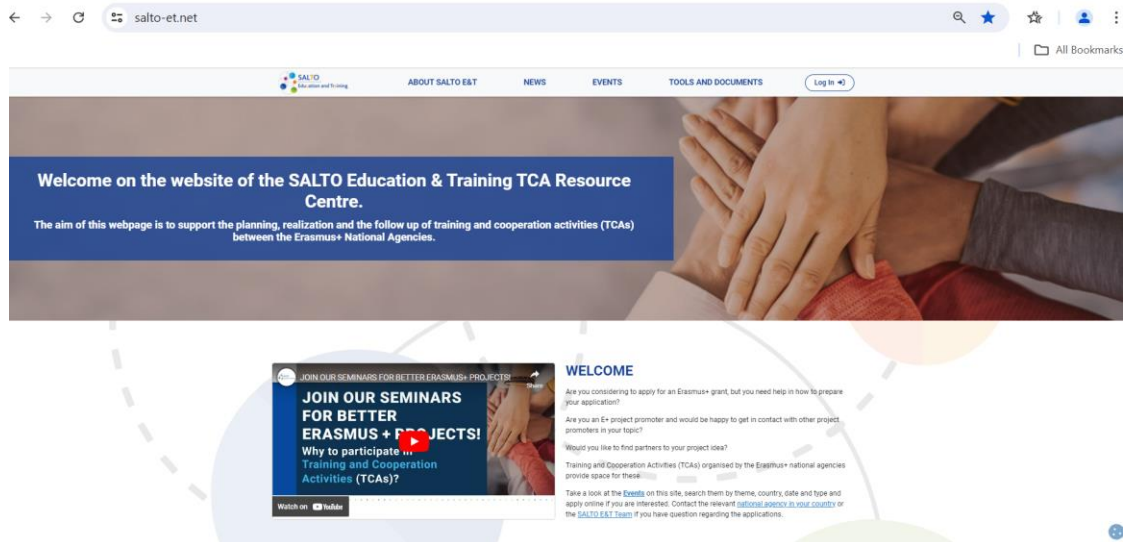 salto-et.net
All Bookmarks
SALTO
Education and Training
ABOUT SALTO E&T
NEWS
EVENTS
TOOLS AND DOCUMENTS
Log In
Welcome on the website of the SALTO Education & Training TCA Resource
Centre.
The aim of this webpage is to support the planning, realization and the follow up of training and cooperation activities (TCAs)
between the Erasmus+ National Agencies.
JOIN OUR SEMINARS FOR BETTER ERASMUS+ PROJECTS!
Share
JOIN OUR SEMINARS
FOR BETTER
ERASMUS + PROJECTS!
Why to participate in
Training and Cooperation
Activities (TCAs)?
Watch on YouTube
WELCOME
Are you considering to apply for an Erasmus+ grant, but you need help in how to prepare
your application?
Are you an E+ project promoter and would be happy to get in contact with other project
promoters in your topic?
Would you like to find partners to your project idea?
Training and Cooperation Activities (TCAs) organised by the Erasmus+ national agencies
provide space for these.
Take a look at the Events on this site, search them by theme, country, date and type and
apply online if you are interested. Contact the relevant national agency in your country or
the SALTO E&T Team if you have question regarding the applications.